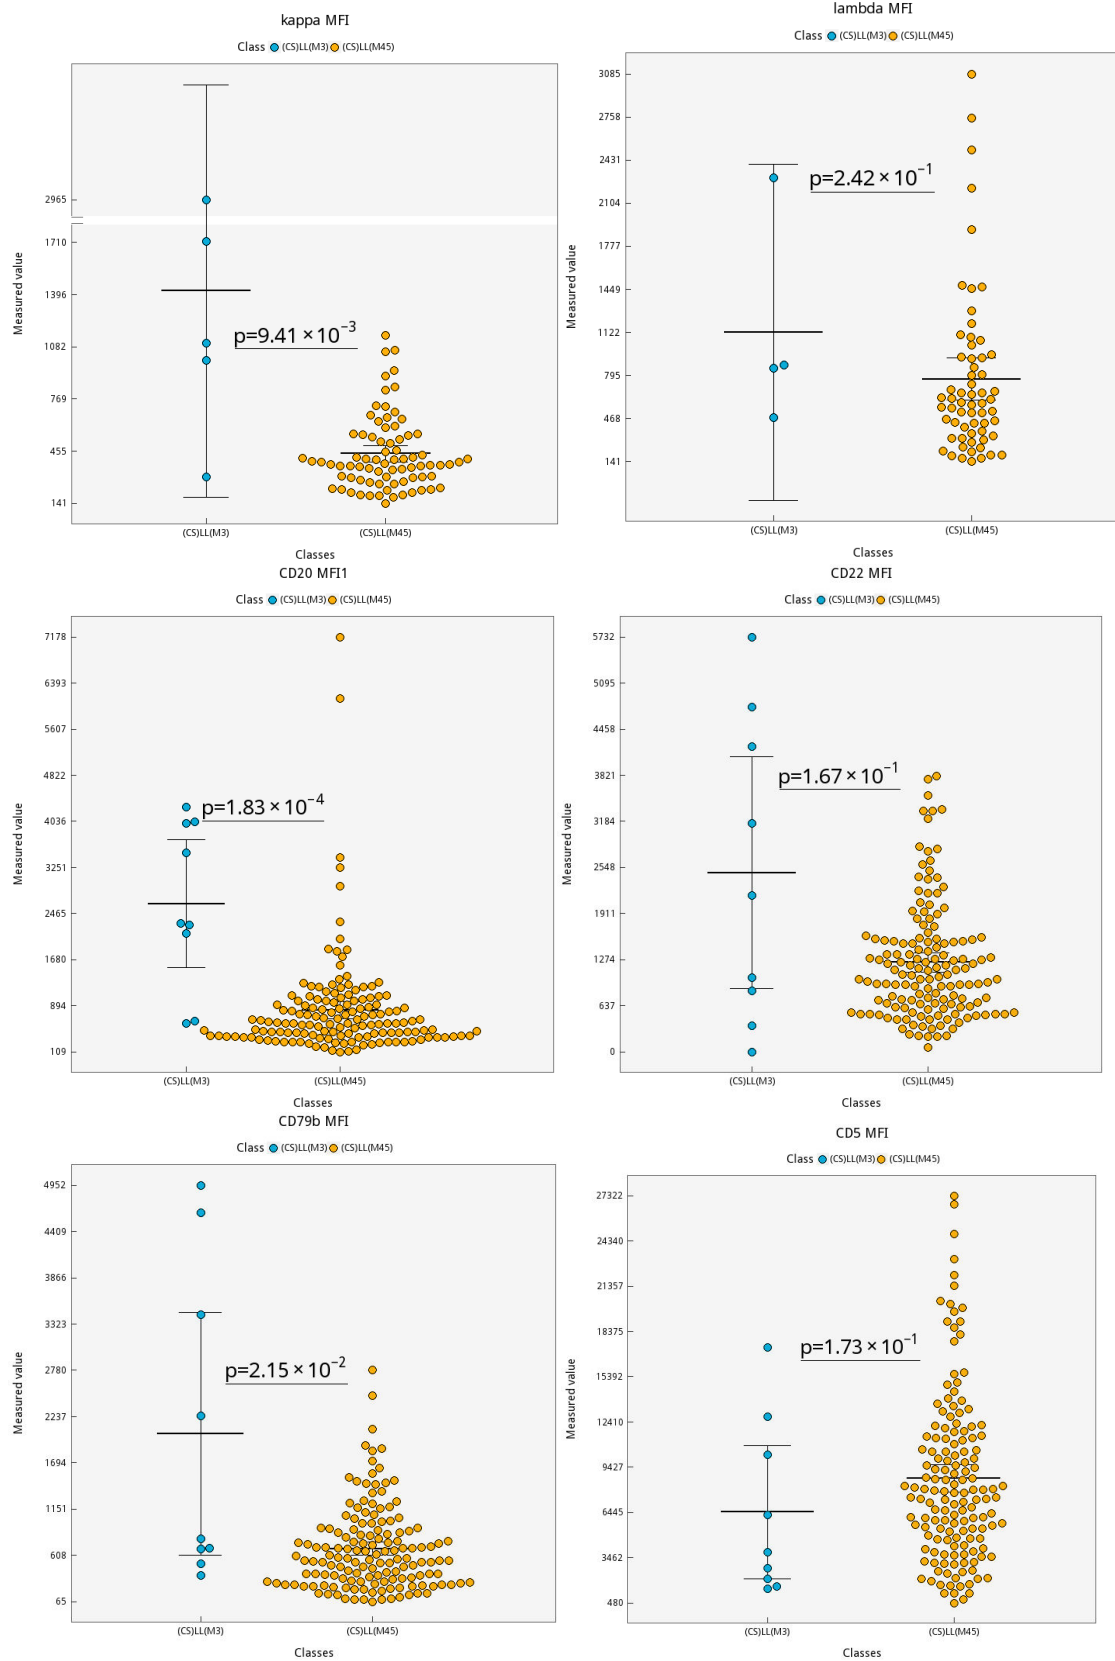 kappa MFI
Class (CS)LL(M3) (CS)LL(M45)
Measured value
2965
1710
1396
1082
769
455
141
p=9.41×10⁻³
(CS)LL(M3)
(CS)LL(M45)
Classes
lambda MFI
Class (CS)LL(M3) (CS)LL(M45)
Measured value
3085
2758
2431
2104
1777
1449
1122
795
468
141
p=2.42×10⁻¹
(CS)LL(M3)
(CS)LL(M45)
Classes
CD20 MFI1
Class (CS)LL(M3) (CS)LL(M45)
Measured value
7178
6393
5607
4822
4036
3251
2465
1680
894
109
p=1.83×10⁻⁴
(CS)LL(M3)
(CS)LL(M45)
Classes
CD22 MFI
Class (CS)LL(M3) (CS)LL(M45)
Measured value
5732
5095
4458
3821
3184
2548
1911
1274
637
0
p=1.67×10⁻¹
(CS)LL(M3)
(CS)LL(M45)
Classes
CD79b MFI
Class (CS)LL(M3) (CS)LL(M45)
Measured value
4952
4409
3866
3323
2780
2237
1694
1151
608
65
p=2.15×10⁻²
(CS)LL(M3)
(CS)LL(M45)
Classes
CD5 MFI
Class (CS)LL(M3) (CS)LL(M45)
Measured value
27322
24340
21357
18375
15392
12410
9427
6445
3462
480
p=1.73×10⁻¹
(CS)LL(M3)
(CS)LL(M45)
Classes